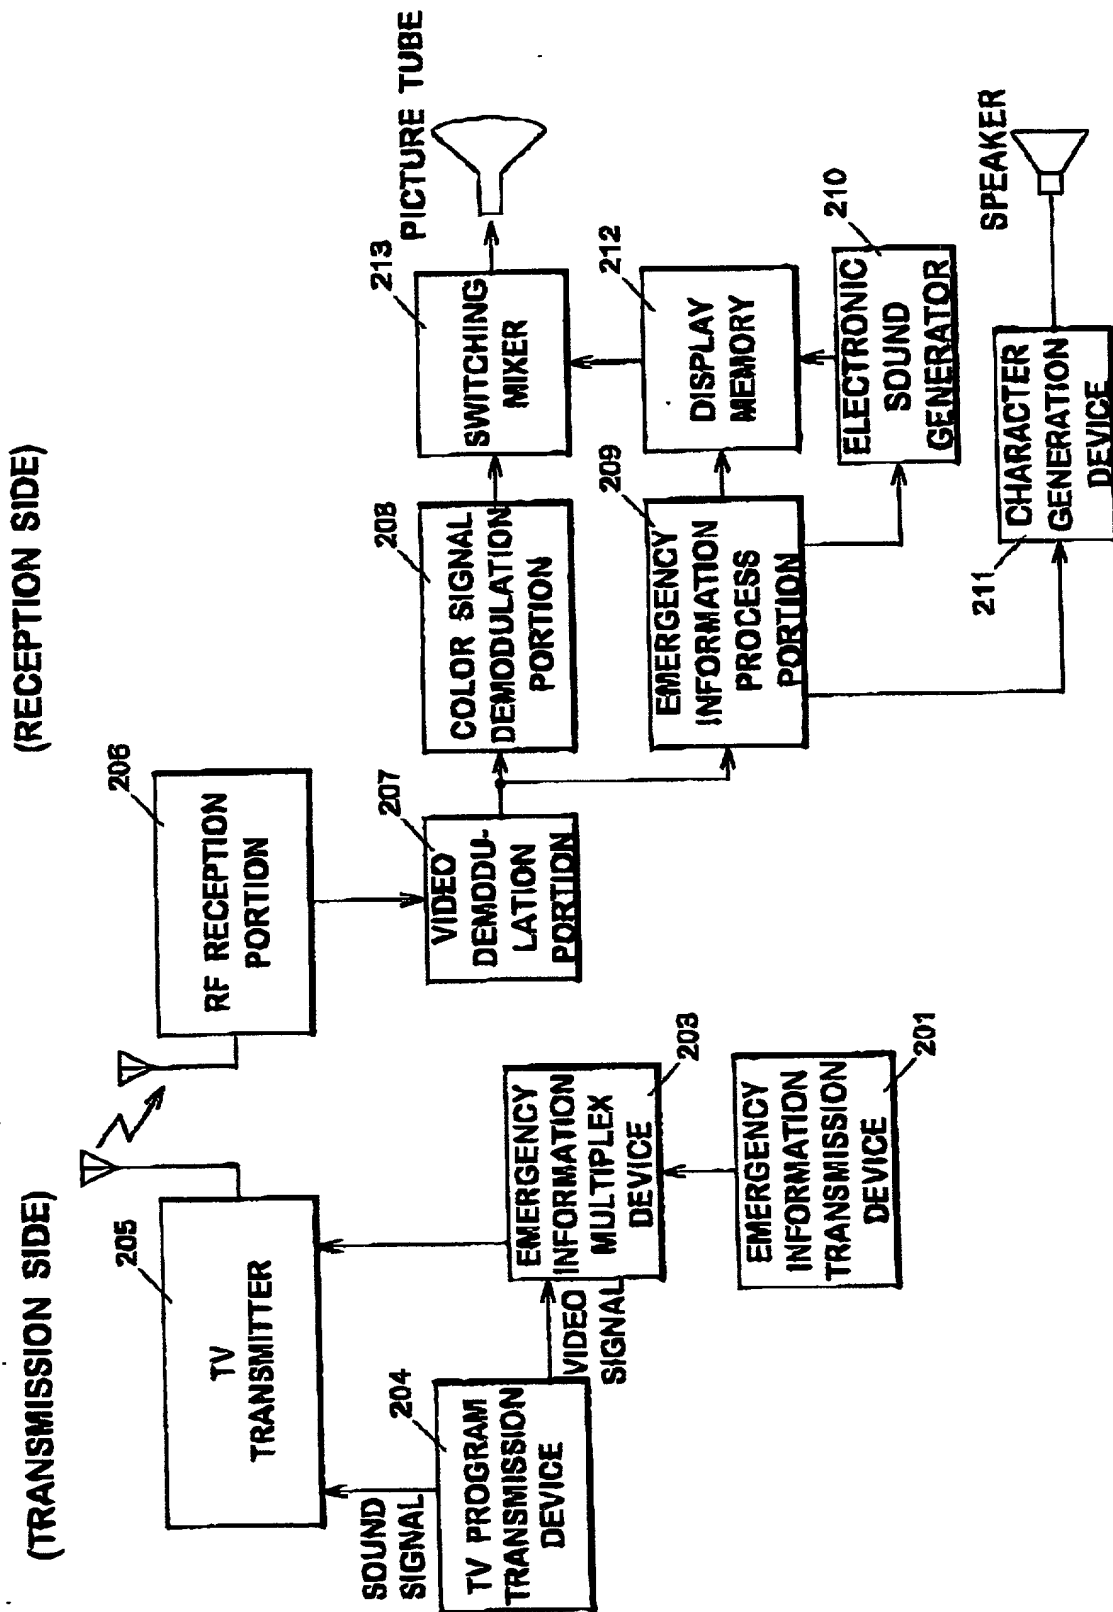 (TRANSMISSION SIDE)
(RECEPTION SIDE)
205
TV
TRANSMITTER
SOUND
SIGNAL
204
TV PROGRAM
TRANSMISSION
DEVICE
VIDEO
SIGNAL
EMERGENCY
INFORMATION
MULTIPLEX
DEVICE
203
EMERGENCY
INFORMATION
TRANSMISSION
DEVICE
201
206
RF RECEPTION
PORTION
207
VIDEO
DEMODU-
LATION
PORTION
208
COLOR SIGNAL
DEMODULATION
PORTION
213
SWITCHING
MIXER
PICTURE TUBE
209
EMERGENCY
INFORMATION
PROCESS
PORTION
212
DISPLAY
MEMORY
210
ELECTRONIC
SOUND
GENERATOR
211
CHARACTER
GENERATION
DEVICE
SPEAKER